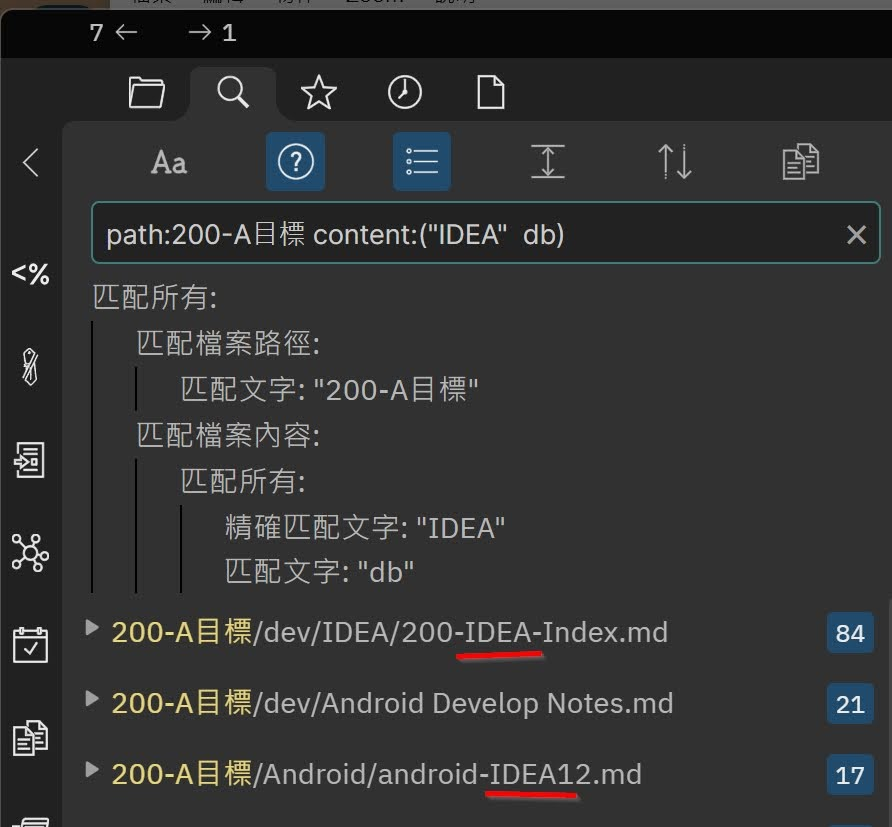 7 ← → 1
Aa
<%
path:200-A目標 content:("IDEA"  db)
匹配所有:
匹配檔案路徑:
匹配文字: "200-A目標"
匹配檔案內容:
匹配所有:
精確匹配文字: "IDEA"
匹配文字: "db"
200-A目標/dev/IDEA/200-IDEA-Index.md 84
200-A目標/dev/Android Develop Notes.md 21
200-A目標/Android/android-IDEA12.md 17